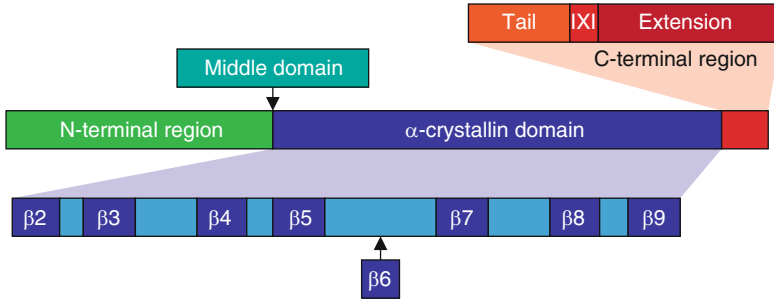 Tail IXI Extension
C-terminal region
Middle domain
N-terminal region α-crystallin domain
β2 β3 β4 β5 β7 β8 β9
β6